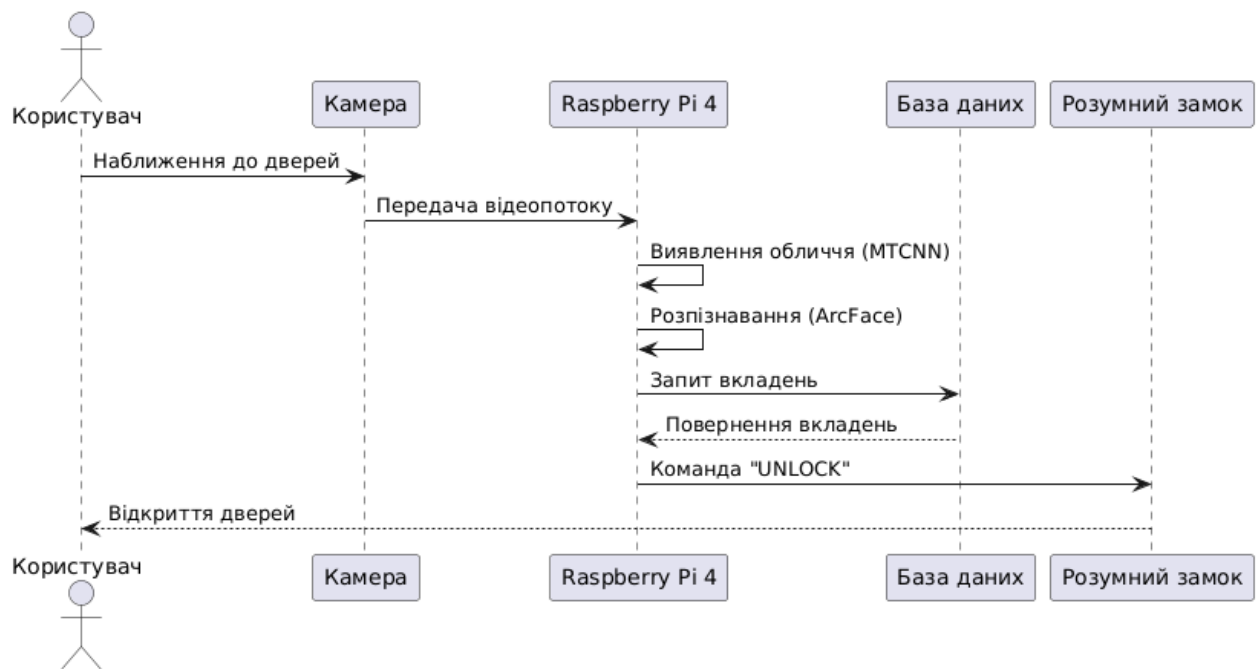 Користувач
Камера
Raspberry Pi 4
База даних
Розумний замок
Наближення до дверей
Передача відеопотоку
Виявлення обличчя (MTCNN)
Розпізнавання (ArcFace)
Запит вкладень
Повернення вкладень
Команда "UNLOCK"
Відкриття дверей
Користувач
Камера
Raspberry Pi 4
База даних
Розумний замок